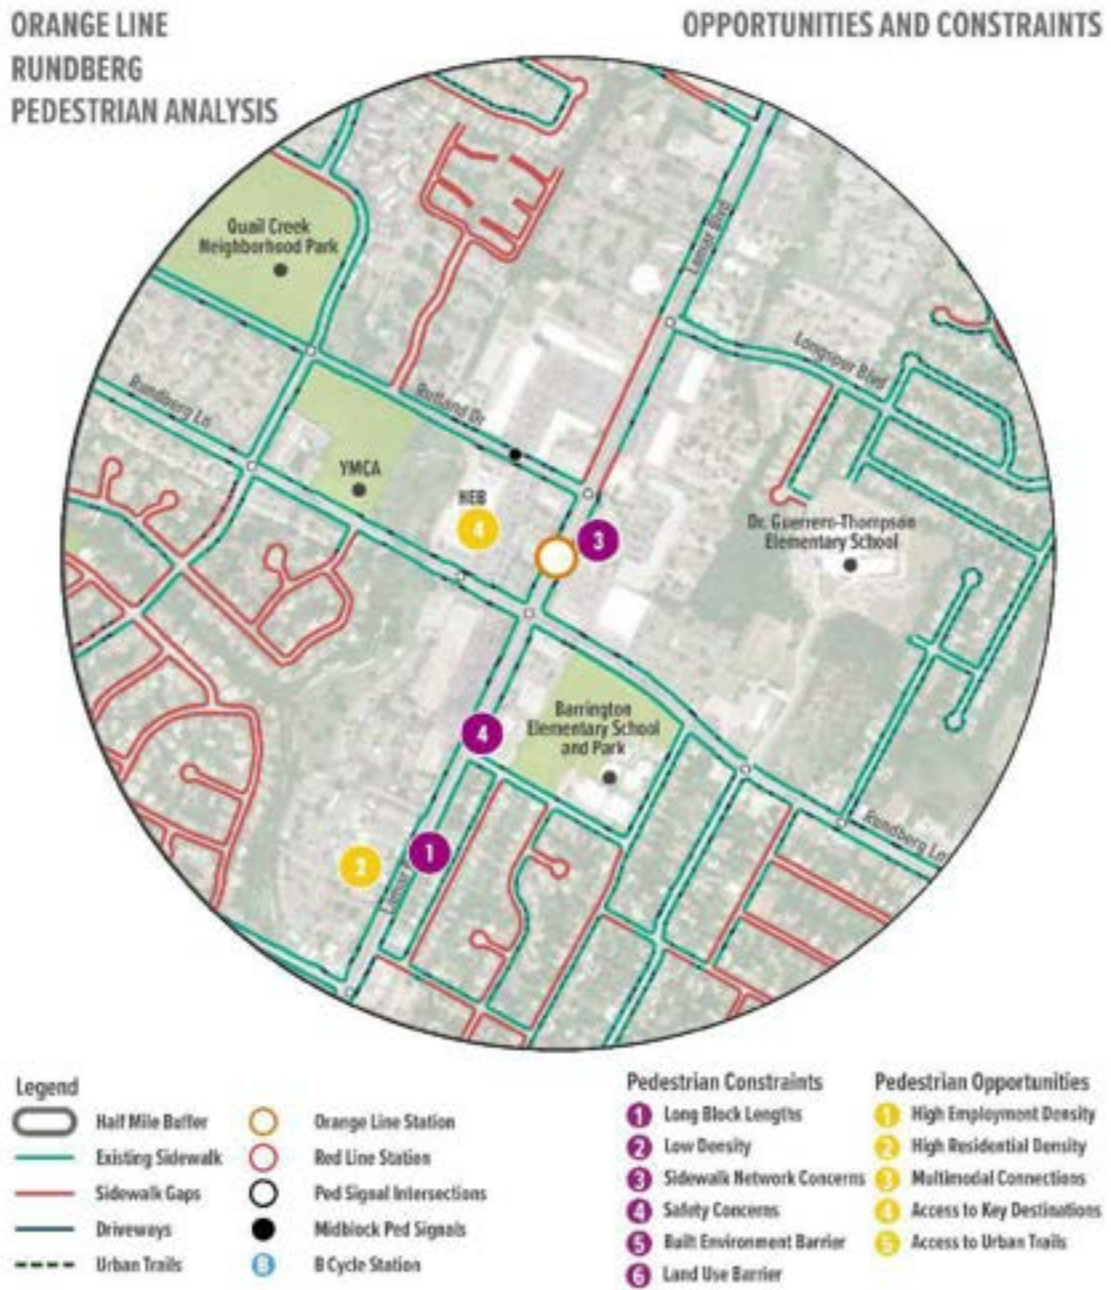 ORANGE LINE
RUNDBERG
PEDESTRIAN ANALYSIS
OPPORTUNITIES AND CONSTRAINTS
Quail Creek
Neighborhood Park
Lamar Blvd
Longspur Blvd
Rundberg Ln
Rutland Dr
YMCA
HEB
4
3
Dr. Guerrero-Thompson
Elementary School
Barrington
Elementary School
and Park
4
1
2
Lamar
Rundberg Ln
Legend
Half Mile Buffer
Existing Sidewalk
Sidewalk Gaps
Driveways
Urban Trails
Orange Line Station
Red Line Station
Ped Signal Intersections
Midblock Ped Signals
B B Cycle Station
Pedestrian Constraints
1 Long Block Lengths
2 Low Density
3 Sidewalk Network Concerns
4 Safety Concerns
5 Built Environment Barrier
6 Land Use Barrier
Pedestrian Opportunities
1 High Employment Density
2 High Residential Density
3 Multimodal Connections
4 Access to Key Destinations
5 Access to Urban Trails